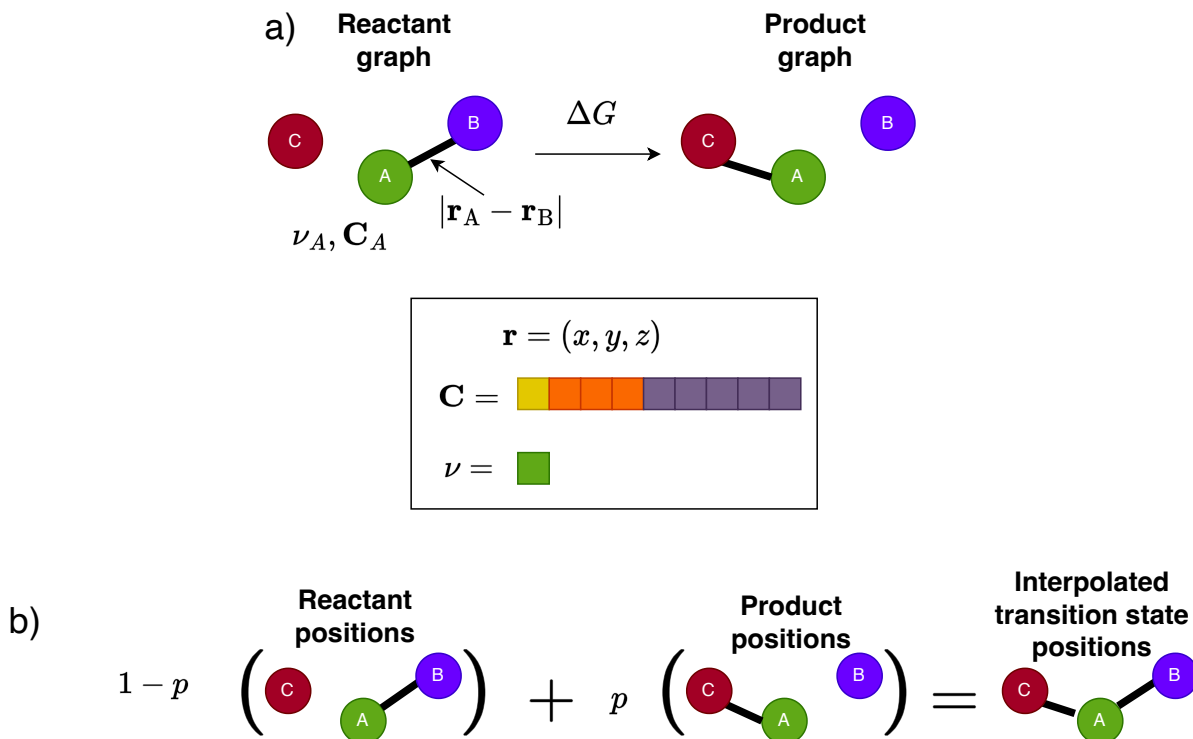 a)
Reactant
graph
Product
graph
C
A
B
ΔG
C
A
B
|r_A − r_B|
ν_A, C_A
r = (x, y, z)
C =
ν =
b)
Reactant
positions
Product
positions
Interpolated
transition state
positions
1 − p ( C A B ) + p ( C A B ) = C A B